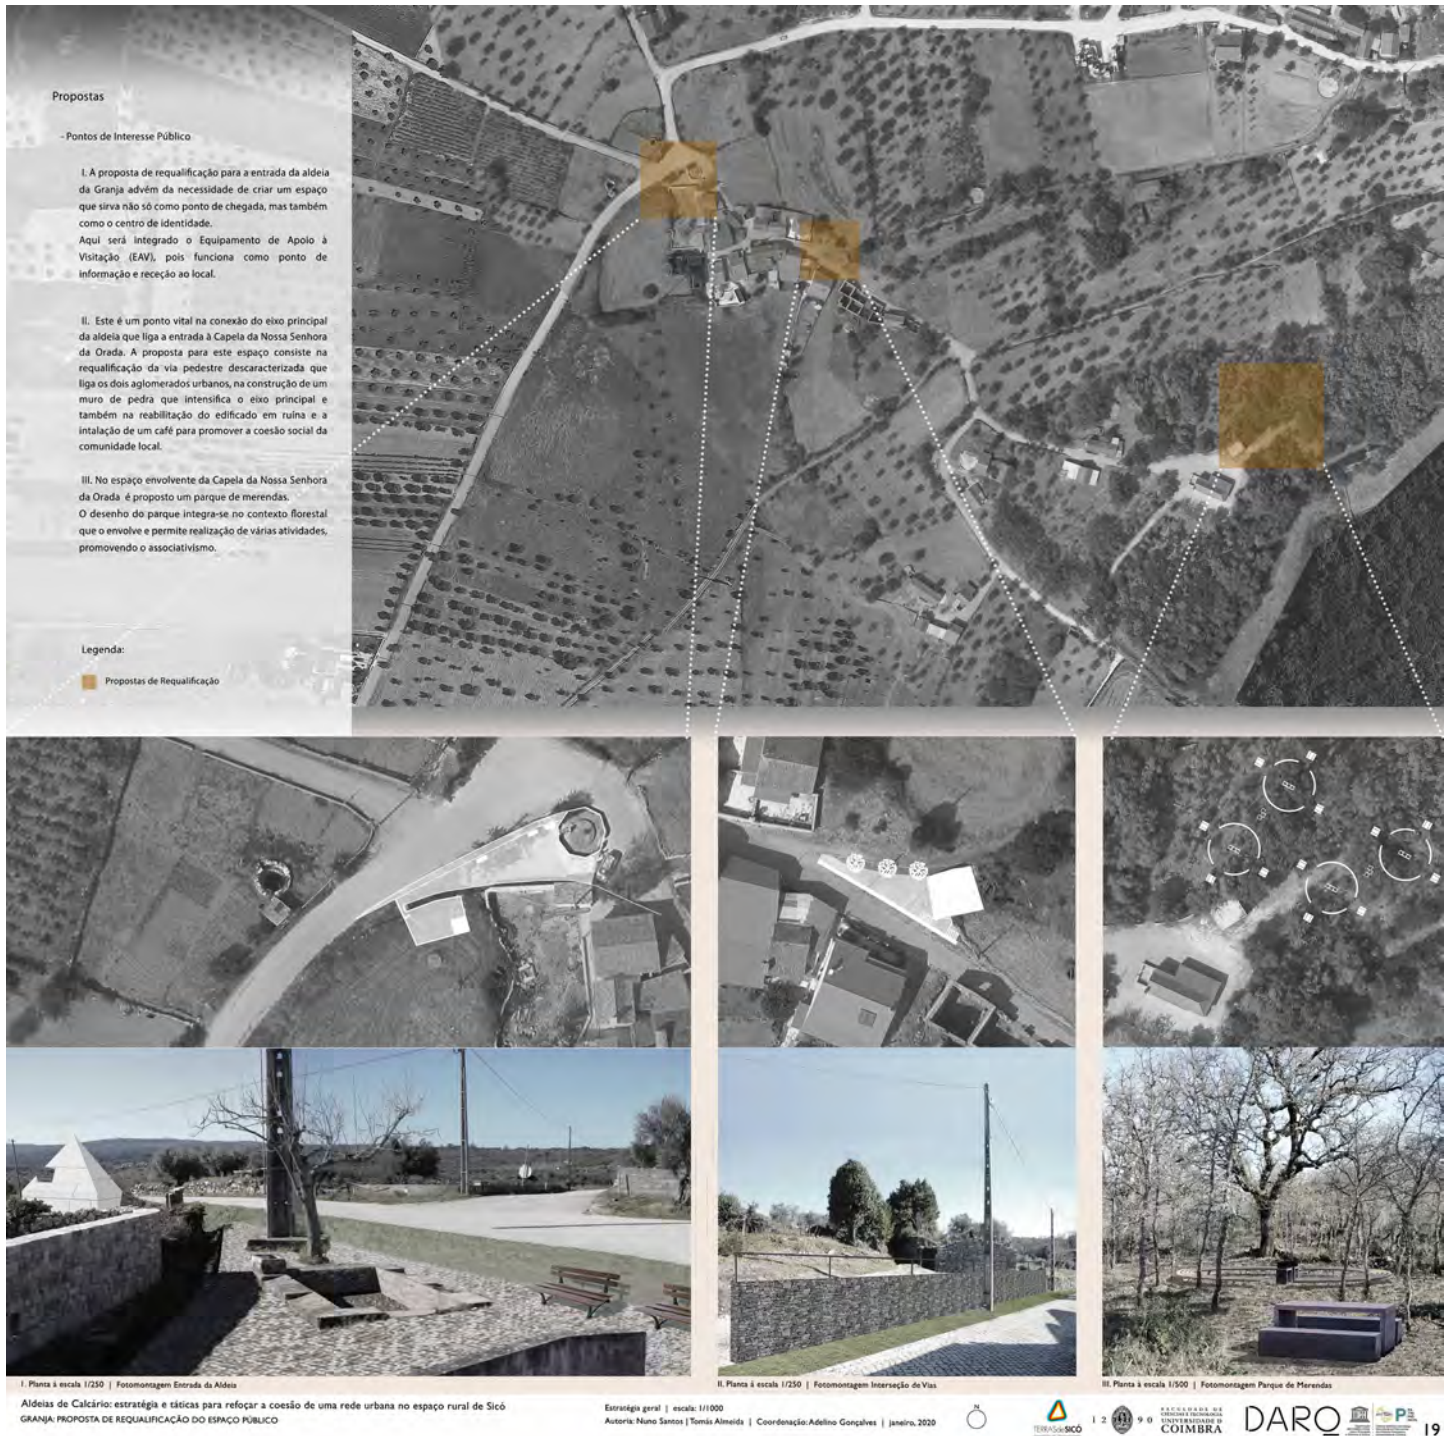 Propostas
- Pontos de Interesse Público
I. A proposta de requalificação para a entrada da aldeia
da Granja advém da necessidade de criar um espaço
que sirva não só como ponto de chegada, mas também
como o centro de identidade.
Aqui será integrado o Equipamento de Apoio à
Visitação (EAV), pois funciona como ponto de
informação e receção ao local.
II. Este é um ponto vital na conexão do eixo principal
da aldeia que liga a entrada à Capela da Nossa Senhora
da Orada. A proposta para este espaço consiste na
requalificação da via pedestre descaracterizada que
liga os dois aglomerados urbanos, na construção de um
muro de pedra que intensifica o eixo principal e
também na reabilitação do edificado em ruína e a
intalação de um café para promover a coesão social da
comunidade local.
III. No espaço envolvente da Capela da Nossa Senhora
da Orada é proposto um parque de merendas.
O desenho do parque integra-se no contexto florestal
que o envolve e permite realização de várias atividades,
promovendo o associativismo.
Legenda:
Propostas de Requalificação
I. Planta à escala 1/250 | Fotomontagem Entrada da Aldeia
II. Planta à escala 1/250 | Fotomontagem Interseção de Vias
III. Planta à escala 1/500 | Fotomontagem Parque de Merendas
Aldeias de Calcário: estratégia e táticas para refoçar a coesão de uma rede urbana no espaço rural de Sicó
GRANJA: PROPOSTA DE REQUALIFICAÇÃO DO ESPAÇO PÚBLICO
Estratégia geral | escala: 1/1000
Autoria: Nuno Santos | Tomás Almeida | Coordenação: Adelino Gonçalves | janeiro, 2020
N
TERRASdeSICÓ
12 90
FACULDADE DE
CIÊNCIAS E TECNOLOGIA
UNIVERSIDADE D
COIMBRA
DARQ
19